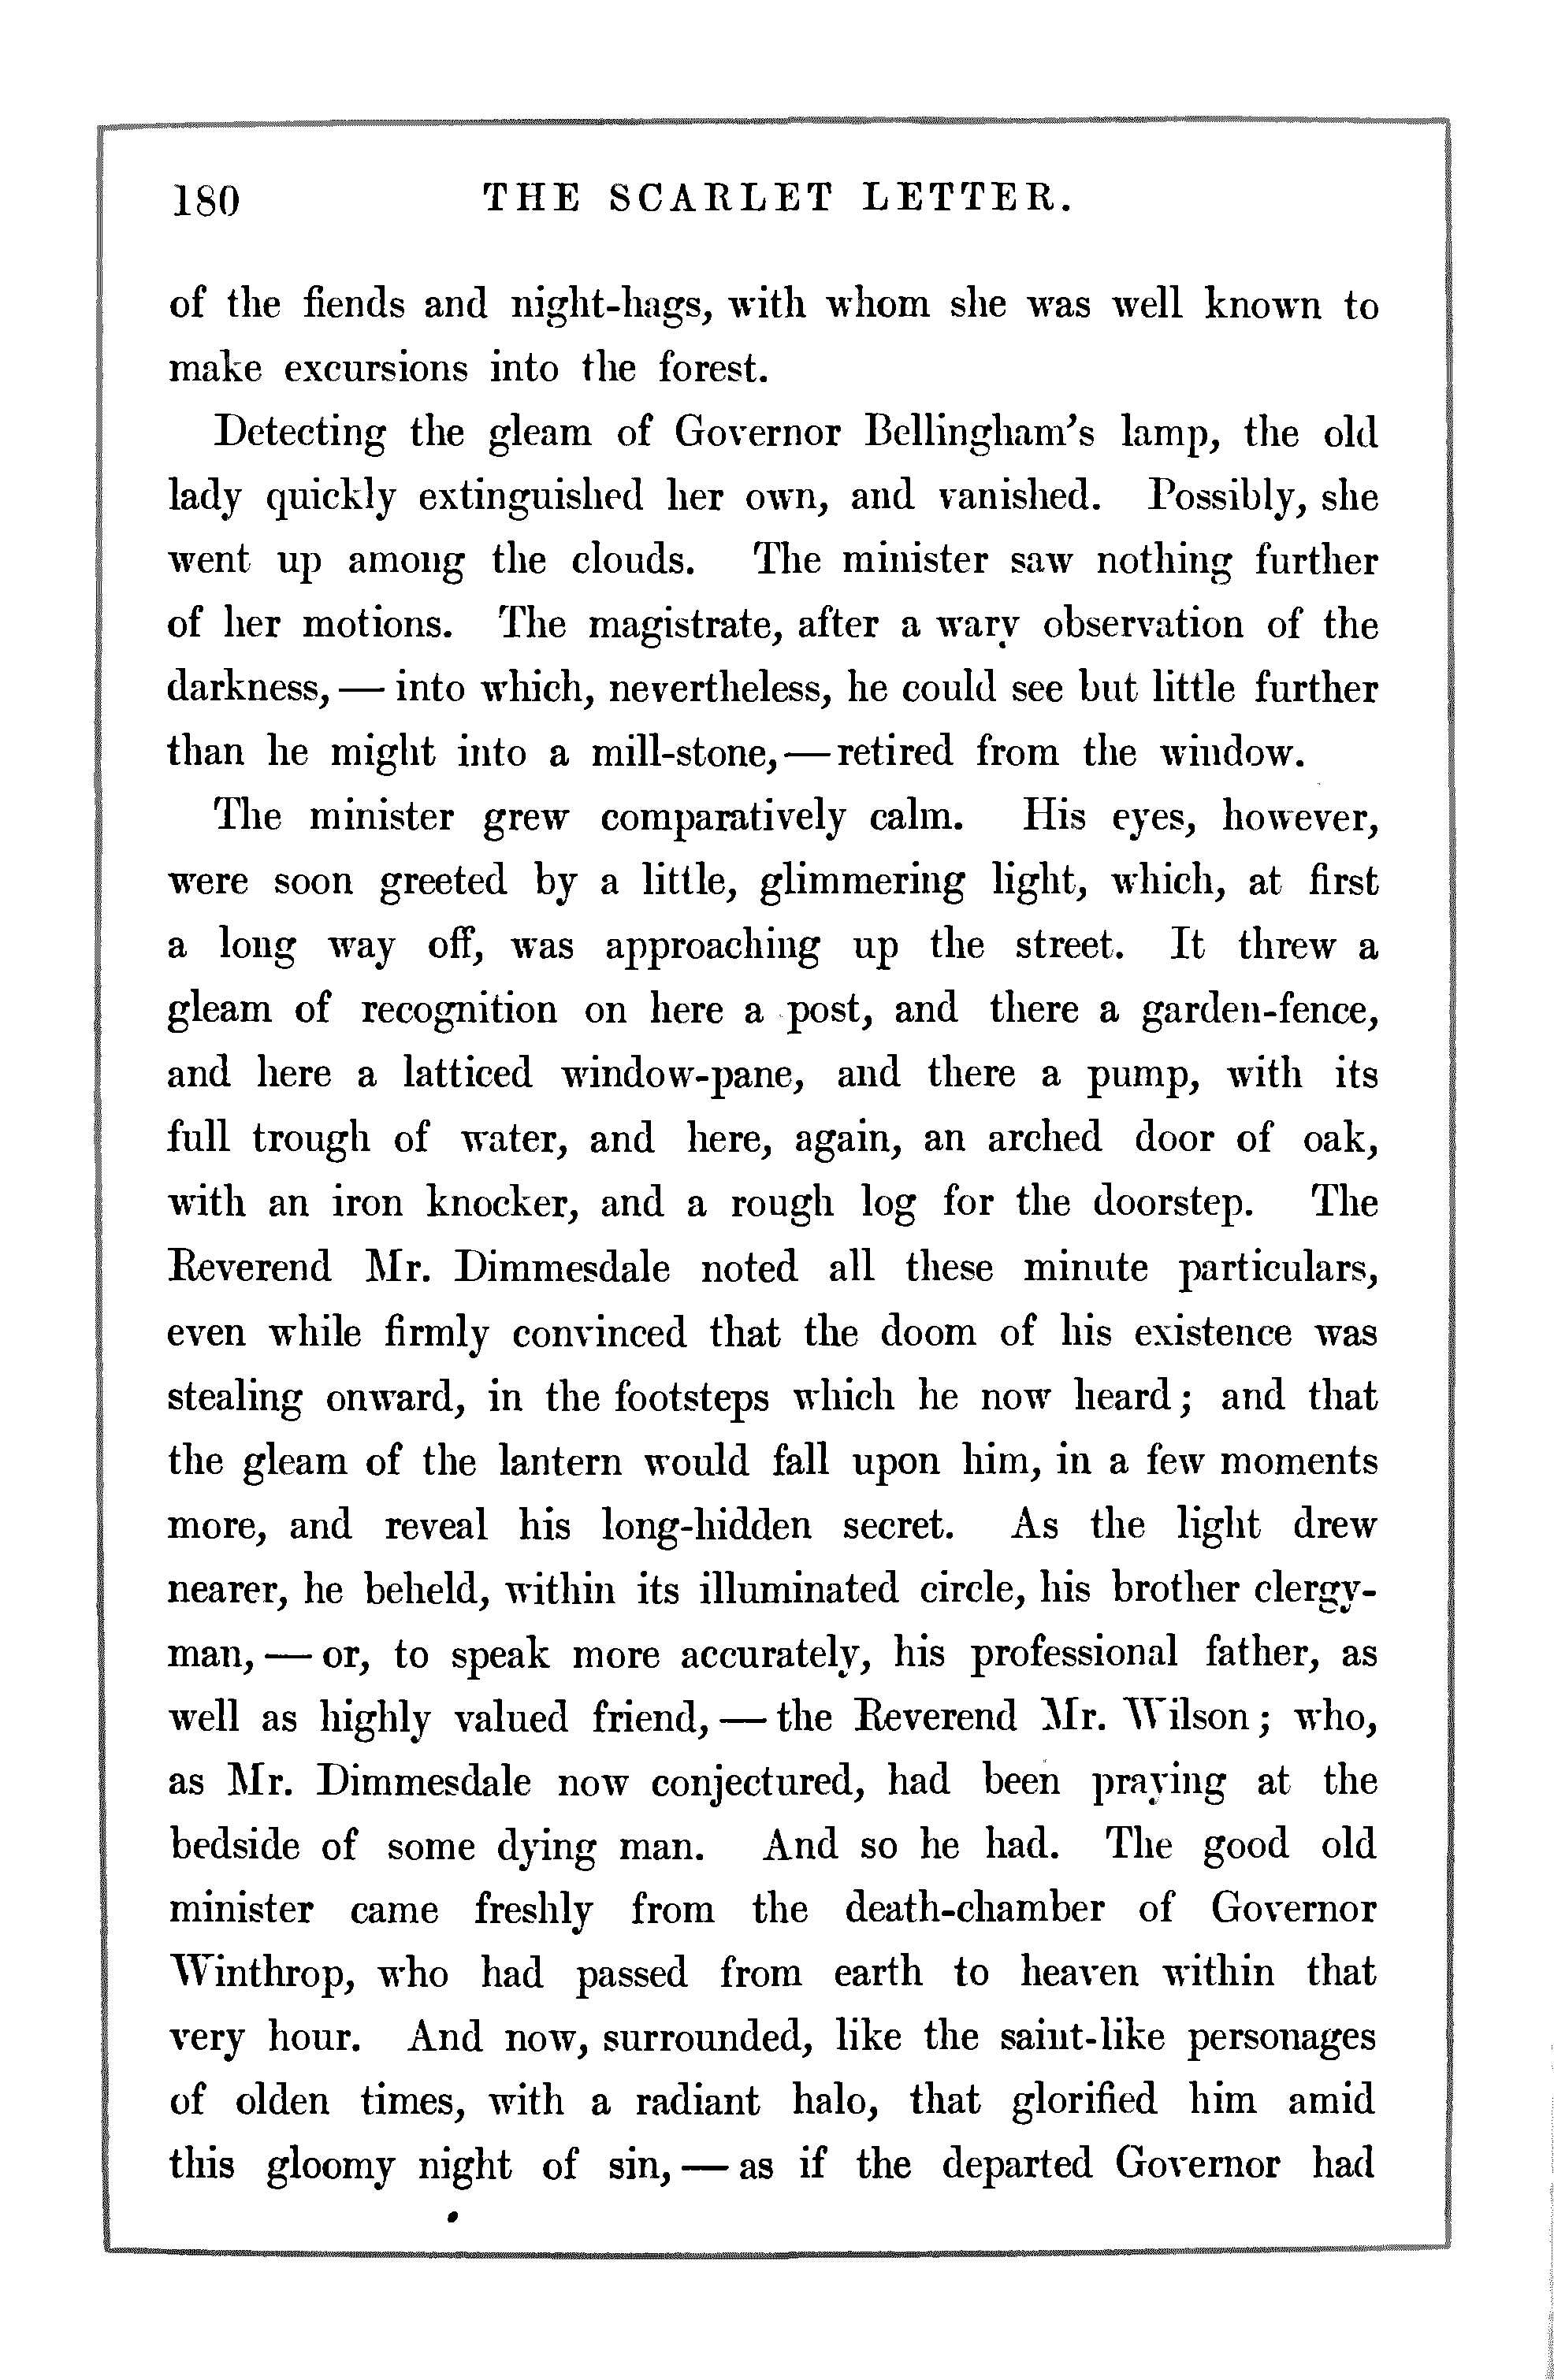 180 THE SCARLET LETTER.
of the fiends and night-hags, with whom she was well known to
make excursions into the forest.
Detecting the gleam of Governor Bellingham's lamp, the old
lady quickly extinguished her own, and vanished. Possibly, she
went up among the clouds. The minister saw nothing further
of her motions. The magistrate, after a wary observation of the
darkness, — into which, nevertheless, he could see but little further
than he might into a mill-stone, — retired from the window.
The minister grew comparatively calm. His eyes, however,
were soon greeted by a little, glimmering light, which, at first
a long way off, was approaching up the street. It threw a
gleam of recognition on here a post, and there a garden-fence,
and here a latticed window-pane, and there a pump, with its
full trough of water, and here, again, an arched door of oak,
with an iron knocker, and a rough log for the doorstep. The
Reverend Mr. Dimmesdale noted all these minute particulars,
even while firmly convinced that the doom of his existence was
stealing onward, in the footsteps which he now heard; and that
the gleam of the lantern would fall upon him, in a few moments
more, and reveal his long-hidden secret. As the light drew
nearer, he beheld, within its illuminated circle, his brother clergy-
man, — or, to speak more accurately, his professional father, as
well as highly valued friend, — the Reverend Mr. Wilson; who,
as Mr. Dimmesdale now conjectured, had been praying at the
bedside of some dying man. And so he had. The good old
minister came freshly from the death-chamber of Governor
Winthrop, who had passed from earth to heaven within that
very hour. And now, surrounded, like the saint-like personages
of olden times, with a radiant halo, that glorified him amid
this gloomy night of sin, — as if the departed Governor had